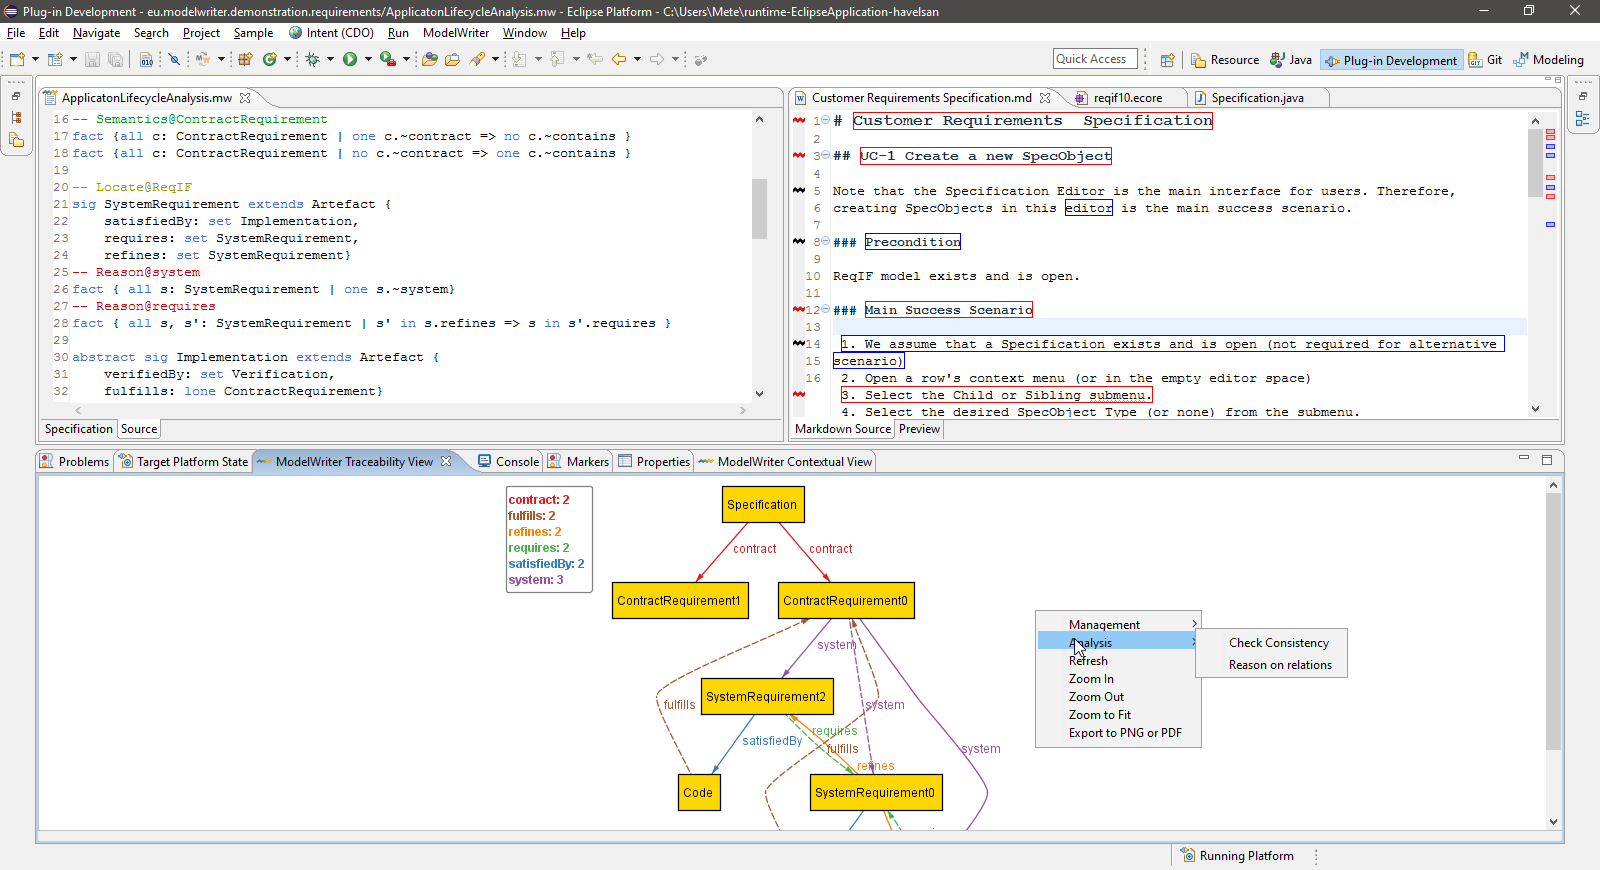 Plug-in Development - eu.modelwriter.demonstration.requirements/ApplicatonLifecycleAnalysis.mw - Eclipse Platform - C:\Users\Mete\runtime-EclipseApplication-havelsan
File Edit Navigate Search Project Sample Intent (CDO) Run ModelWriter Window Help
Quick Access Resource Java Plug-in Development Git Modeling
ApplicatonLifecycleAnalysis.mw
16 -- Semantics@ContractRequirement
17 fact {all c: ContractRequirement | one c.~contract => no c.~contains }
18 fact {all c: ContractRequirement | no c.~contract => one c.~contains }
19
20 -- Locate@ReqIF
21 sig SystemRequirement extends Artefact {
22 satisfiedBy: set Implementation,
23 requires: set SystemRequirement,
24 refines: set SystemRequirement}
25 -- Reason@system
26 fact { all s: SystemRequirement | one s.~system}
27 -- Reason@requires
28 fact { all s, s': SystemRequirement | s' in s.refines => s in s'.requires }
29
30 abstract sig Implementation extends Artefact {
31 verifiedBy: set Verification,
32 fulfills: lone ContractRequirement}
Specification Source
Customer Requirements Specification.md reqif10.ecore Specification.java
1 # Customer Requirements Specification
2
3 ## UC-1 Create a new SpecObject
4
5 Note that the Specification Editor is the main interface for users. Therefore,
6 creating SpecObjects in this editor is the main success scenario.
7
8 ### Precondition
9
10 ReqIF model exists and is open.
11
12 ### Main Success Scenario
13
14 1. We assume that a Specification exists and is open (not required for alternative
15 scenario)
16 2. Open a row's context menu (or in the empty editor space)
3. Select the Child or Sibling submenu.
4. Select the desired SpecObject Type (or none) from the submenu.
Markdown Source Preview
Problems Target Platform State ModelWriter Traceability View Console Markers Properties ModelWriter Contextual View
contract: 2
fulfills: 2
refines: 2
requires: 2
satisfiedBy: 2
system: 3
Specification
contract contract
ContractRequirement1 ContractRequirement0
system
SystemRequirement2
fulfills system
requires
satisfiedBy fulfills system
refines
Code SystemRequirement0
Management
Analysis
Refresh
Zoom In
Zoom Out
Zoom to Fit
Export to PNG or PDF
Check Consistency
Reason on relations
Running Platform